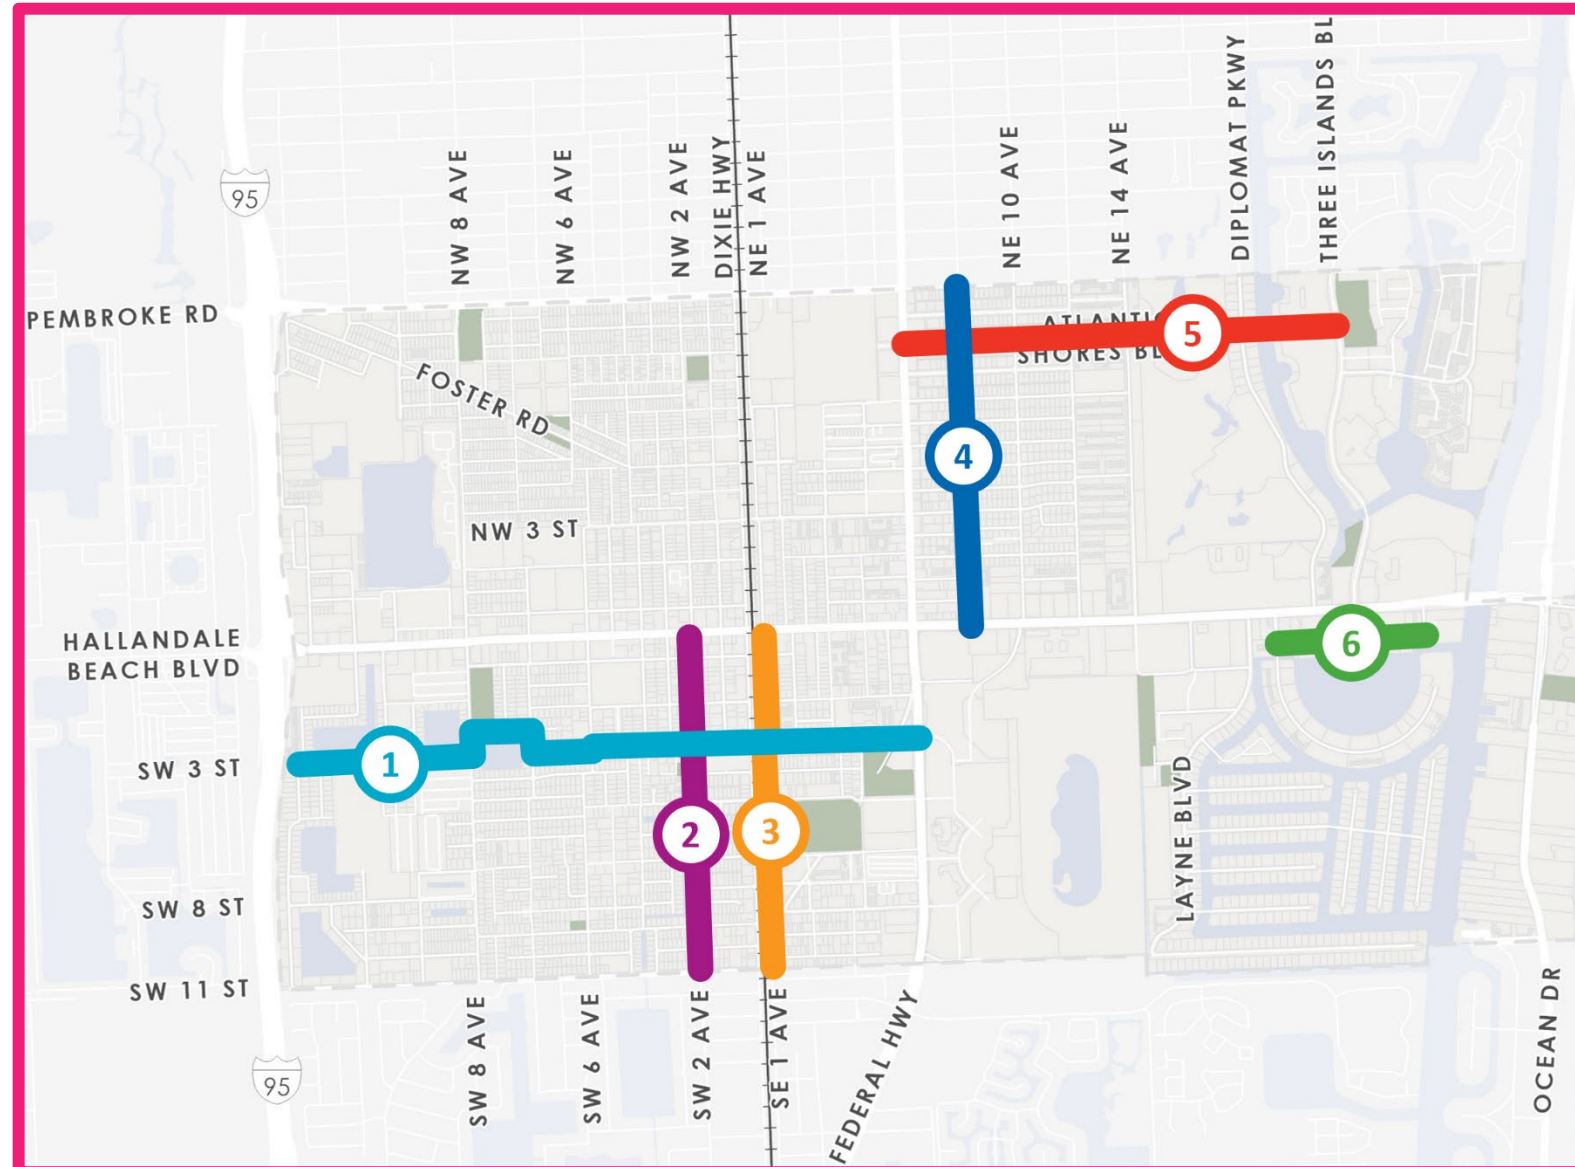 THREE ISLANDS BL
DIPLOMAT PKWY
NE 14 AVE
NE 10 AVE
NE 1 AVE
DIXIE HWY
NW 2 AVE
NW 6 AVE
NW 8 AVE
95
PEMBROKE RD
ATLANTIC
SHORES BL
5
FOSTER RD
4
NW 3 ST
HALLANDALE
BEACH BLVD
6
SW 3 ST
1
2
3
LAYNE BLVD
SW 8 ST
SW 11 ST
95
SW 8 AVE
SW 6 AVE
SW 2 AVE
SE 1 AVE
FEDERAL HWY
OCEAN DR